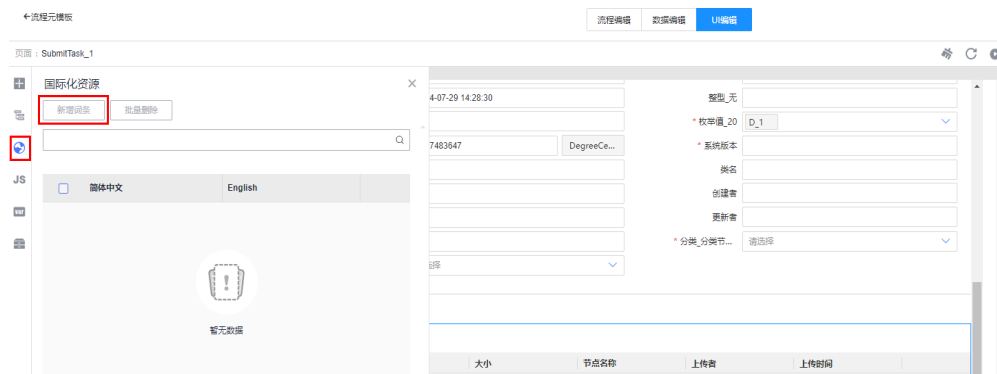 ←流程元模板
流程编辑 数据编辑 UI编辑
页面：SubmitTask_1
国际化资源 ×
新增词条 批量删除
4-07-29 14:28:30 整型_无
* 枚举值_20 D_1
7483647 DegreeCe... * 系统版本
JS 简体中文 English 类名
创建者
var 更新者
* 分类_分类节... 请选择
选择
暂无数据
大小 节点名称 上传者 上传时间